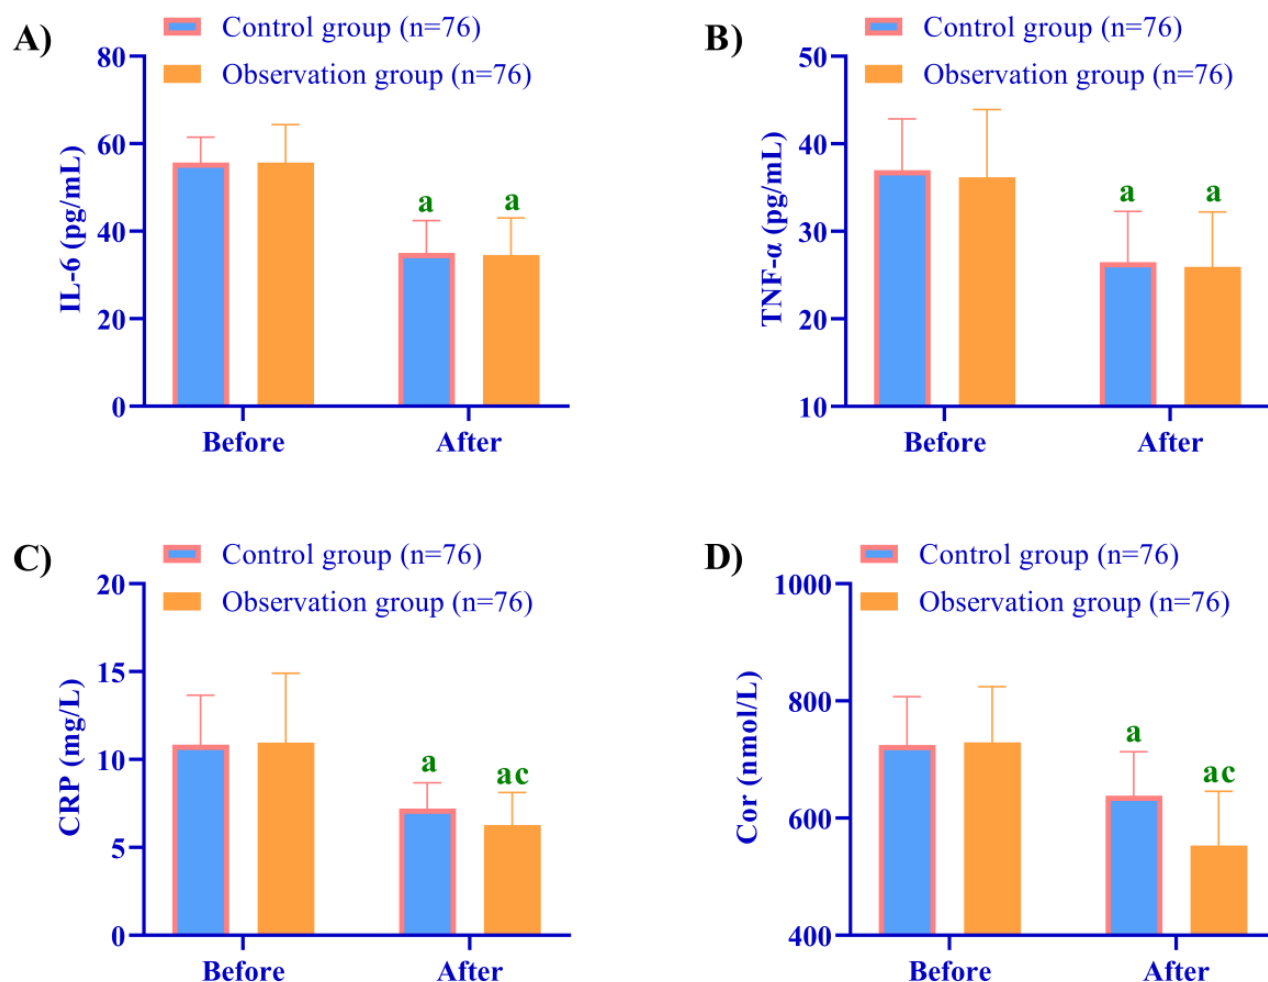 A)
Control group (n=76)
Observation group (n=76)
IL-6 (pg/mL)
80
60
40
20
0
a
a
Before
After
B)
Control group (n=76)
Observation group (n=76)
TNF-α (pg/mL)
50
40
30
20
10
a
a
Before
After
C)
Control group (n=76)
Observation group (n=76)
CRP (mg/L)
20
15
10
5
0
a
ac
Before
After
D)
Control group (n=76)
Observation group (n=76)
Cor (nmol/L)
1000
800
600
400
a
ac
Before
After